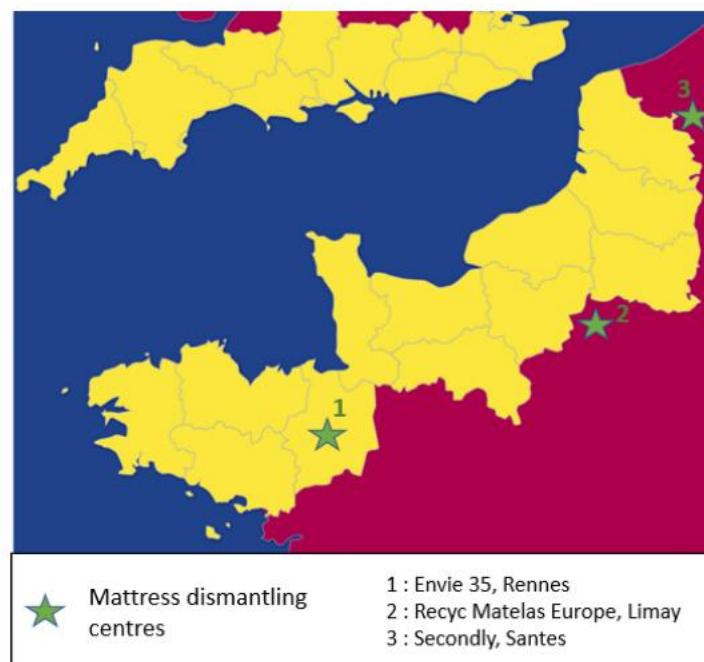 3
2
1
Mattress dismantling
centres
1 : Envie 35, Rennes
2 : Recyc Matelas Europe, Limay
3 : Secondly, Santes